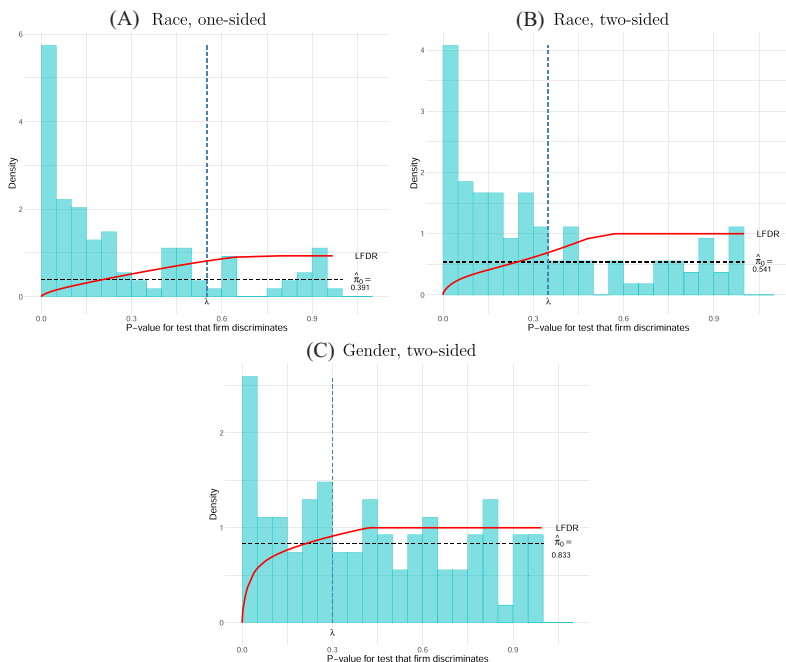 (A) Race, one-sided
6
4
2
0
Density
LFDR
π̂₀=
0.391
λ
0.0
0.3
0.6
0.9
P−value for test that firm discriminates
(B) Race, two-sided
4
3
2
1
0
Density
LFDR
π̂₀=
0.541
λ
0.0
0.3
0.6
0.9
P−value for test that firm discriminates
(C) Gender, two-sided
2
1
0
Density
LFDR
π̂₀=
0.833
λ
0.0
0.3
0.6
0.9
P−value for test that firm discriminates